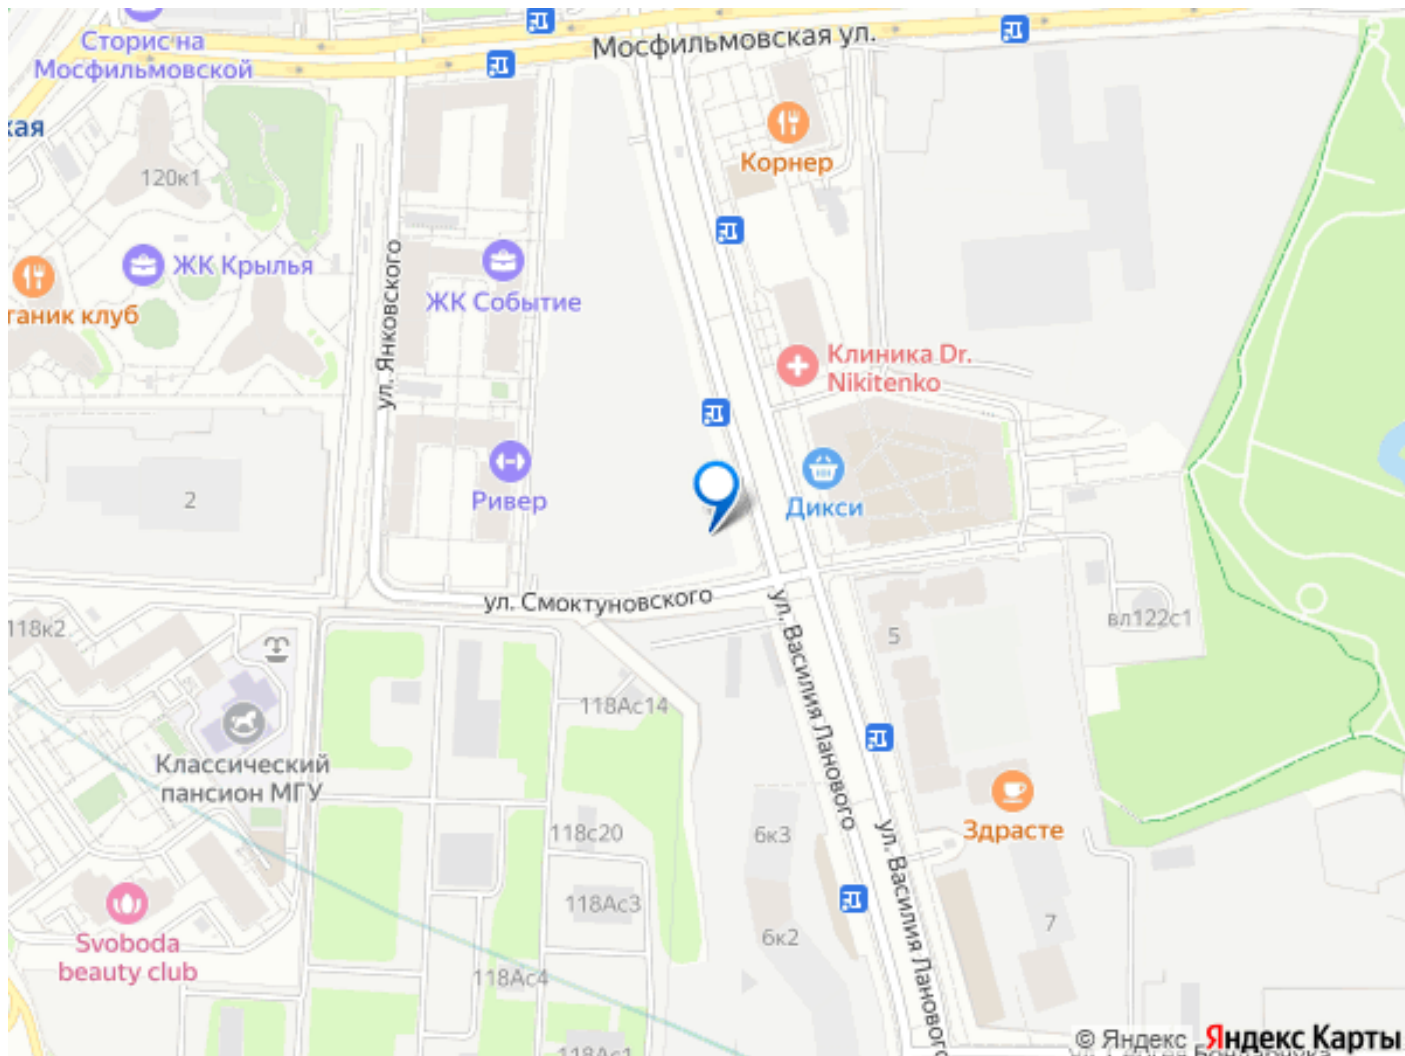 Сторис на
Мосфильмовской
Мосфильмовская ул.
кая
120к1
Корнер
ул. Янковского
ЖК Крылья
ЖК Событие
ганик клуб
Клиника Dr.
Nikitenko
2
Ривер
Дикси
ул. Смоктуновского
118к2
вл122с1
5
ул. Василия Ланового
118Ас14
Классический
пансион МГУ
118с20
6к3
Здрасте
ул. Василия Ланового
118Ас3
7
6к2
Svoboda
beauty club
118Ас4
118Ас1
© Яндекс Яндекс Карты